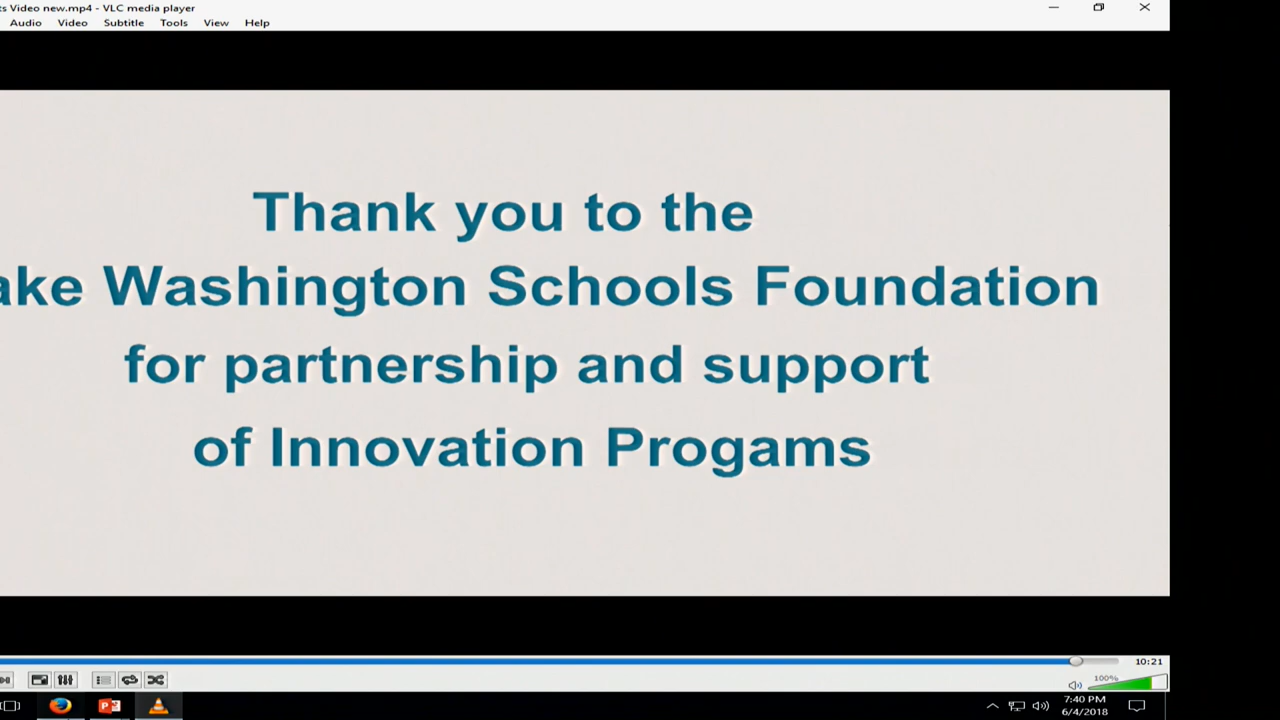 ts Video new.mp4 - VLC media player
Audio Video Subtitle Tools View Help
Thank you to the
ake Washington Schools Foundation
for partnership and support
of Innovation Progams
10:21
100%
7:40 PM
6/4/2018